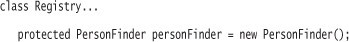 class Registry...
protected PersonFinder personFinder = new PersonFinder();